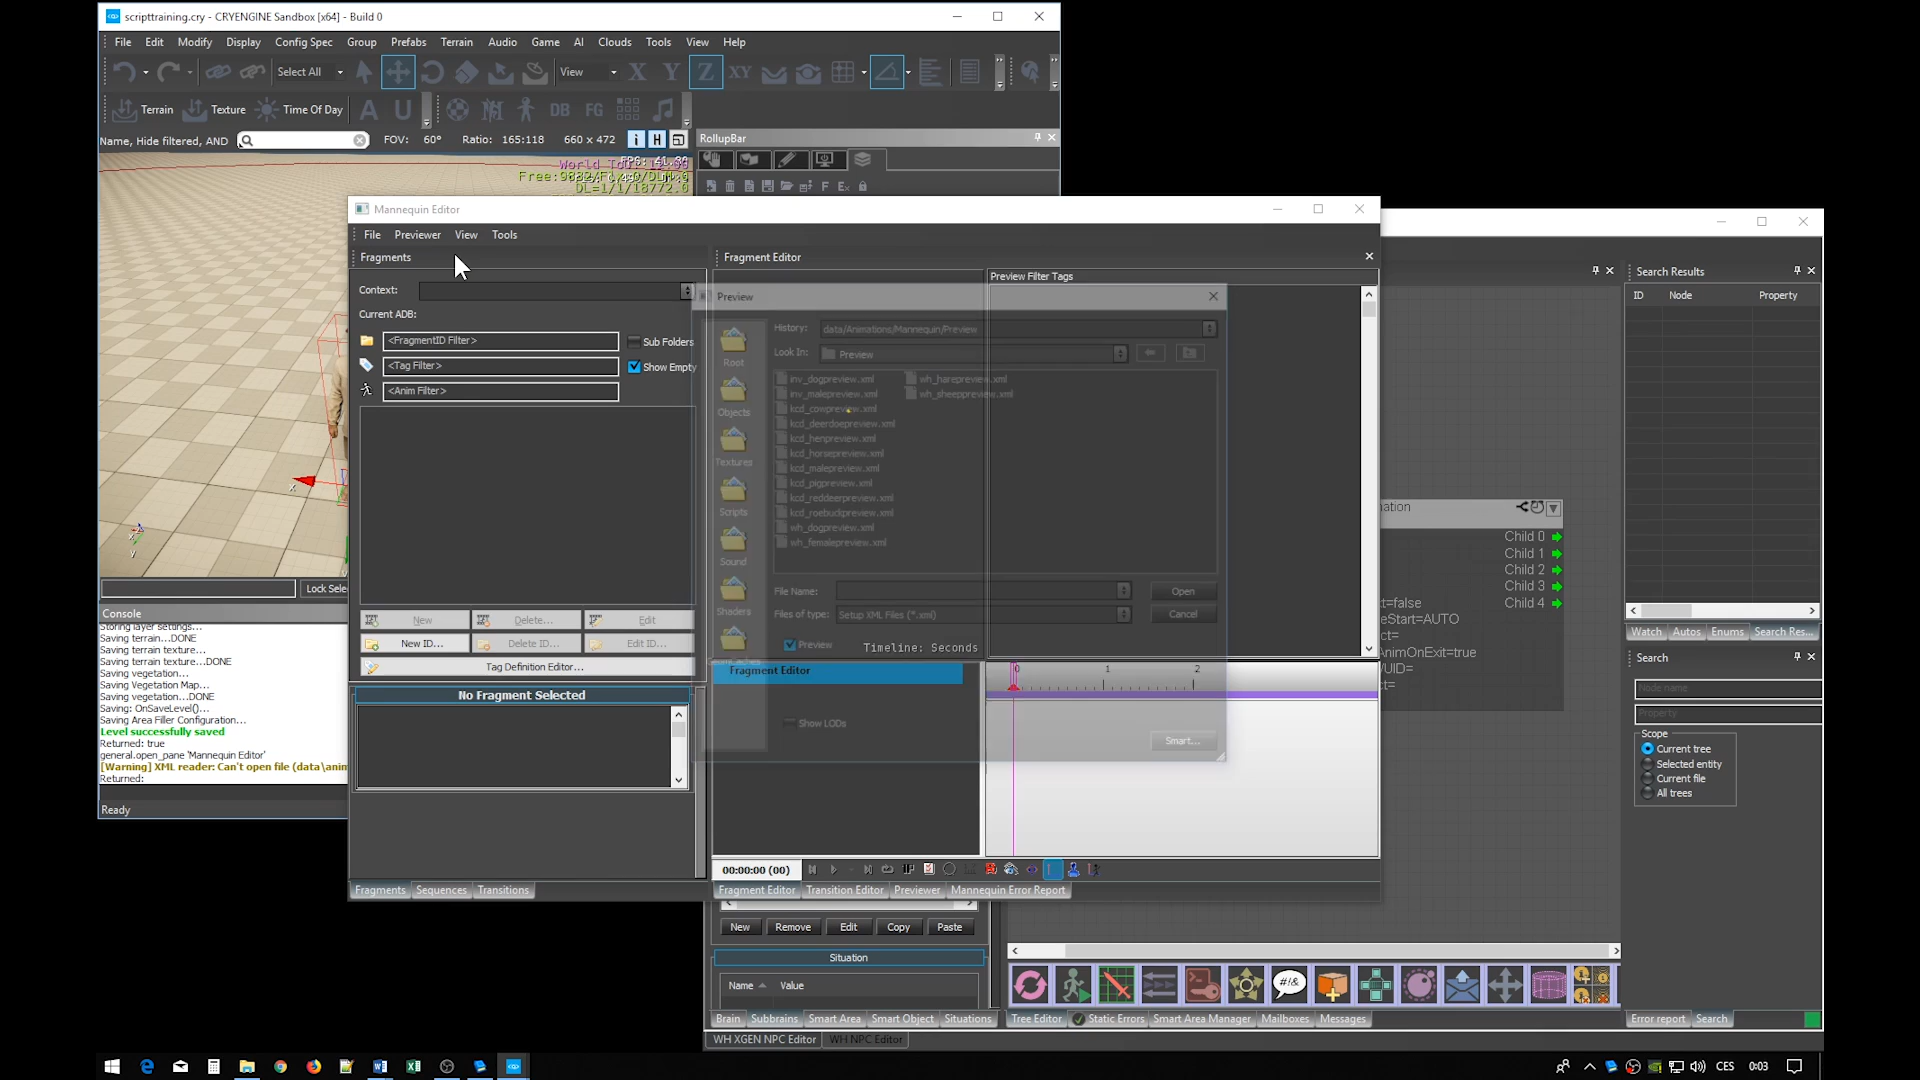 scripttraining.cry - CRYENGINE Sandbox [x64] - Build 0
File Edit Modify Display Config Spec Group Prefabs Terrain Audio Game AI Clouds Tools View Help
Select All View X Y Z XY
Terrain Texture Time Of Day A U DB FG
Name, Hide filtered, AND FOV: 60° Ratio: 165:118 660 x 472 i H
RollupBar
F Ex
DL=1/1/18772.0
Lock Sele
Console
Storing layer settings...
Saving terrain...DONE
Saving terrain texture...
Saving terrain texture...DONE
Saving vegetation...
Saving Vegetation Map...
Saving vegetation...DONE
Saving: OnSaveLevel()...
Saving Area Filler Configuration...
Level successfully saved
Returned: true
general.open_pane 'Mannequin Editor'
[Warning] XML reader: Can't open file (data\anim
Returned:
Ready
Mannequin Editor
File Previewer View Tools
Fragments
Context:
Current ADB:
<FragmentID Filter>
Sub Folders
<Tag Filter>
Show Empty
<Anim Filter>
New Delete... Edit
New ID... Delete ID... Edit ID...
Tag Definition Editor...
No Fragment Selected
Fragments Sequences Transitions
Fragment Editor
Preview Filter Tags
Preview
History: data/Animations/Mannequin/Preview
Look In: Preview
Root
Objects
Textures
Scripts
Sound
Shaders
inv_dogpreview.xml
inv_malepreview.xml
kcd_cowpreview.xml
kcd_deerdoepreview.xml
kcd_henpreview.xml
kcd_horsepreview.xml
kcd_malepreview.xml
kcd_pigpreview.xml
kcd_reddeerpreview.xml
kcd_roebuckpreview.xml
wh_dogpreview.xml
wh_femalepreview.xml
wh_harepreview.xml
wh_sheeppreview.xml
File Name: Open
Files of type: Setup XML Files (*.xml) Cancel
Preview
Timeline: Seconds
Fragment Editor
0 1 2
Show LODs
Smart...
00:00:00 (00)
Fragment Editor Transition Editor Previewer Mannequin Error Report
New Remove Edit Copy Paste
Situation
Name Value
Brain Subbrains Smart Area Smart Object Situations
WH XGEN NPC Editor WH NPC Editor
ation
Child 0
Child 1
Child 2
Child 3
Child 4
t=false
eStart=AUTO
ct=
AnimOnExit=true
UID=
t=
#!&
Tree Editor Static Errors Smart Area Manager Mailboxes Messages
Search Results
ID Node Property
Watch Autos Enums Search Res...
Search
Node name
Property
Scope
Current tree
Selected entity
Current file
All trees
Error report Search
CES 0:03